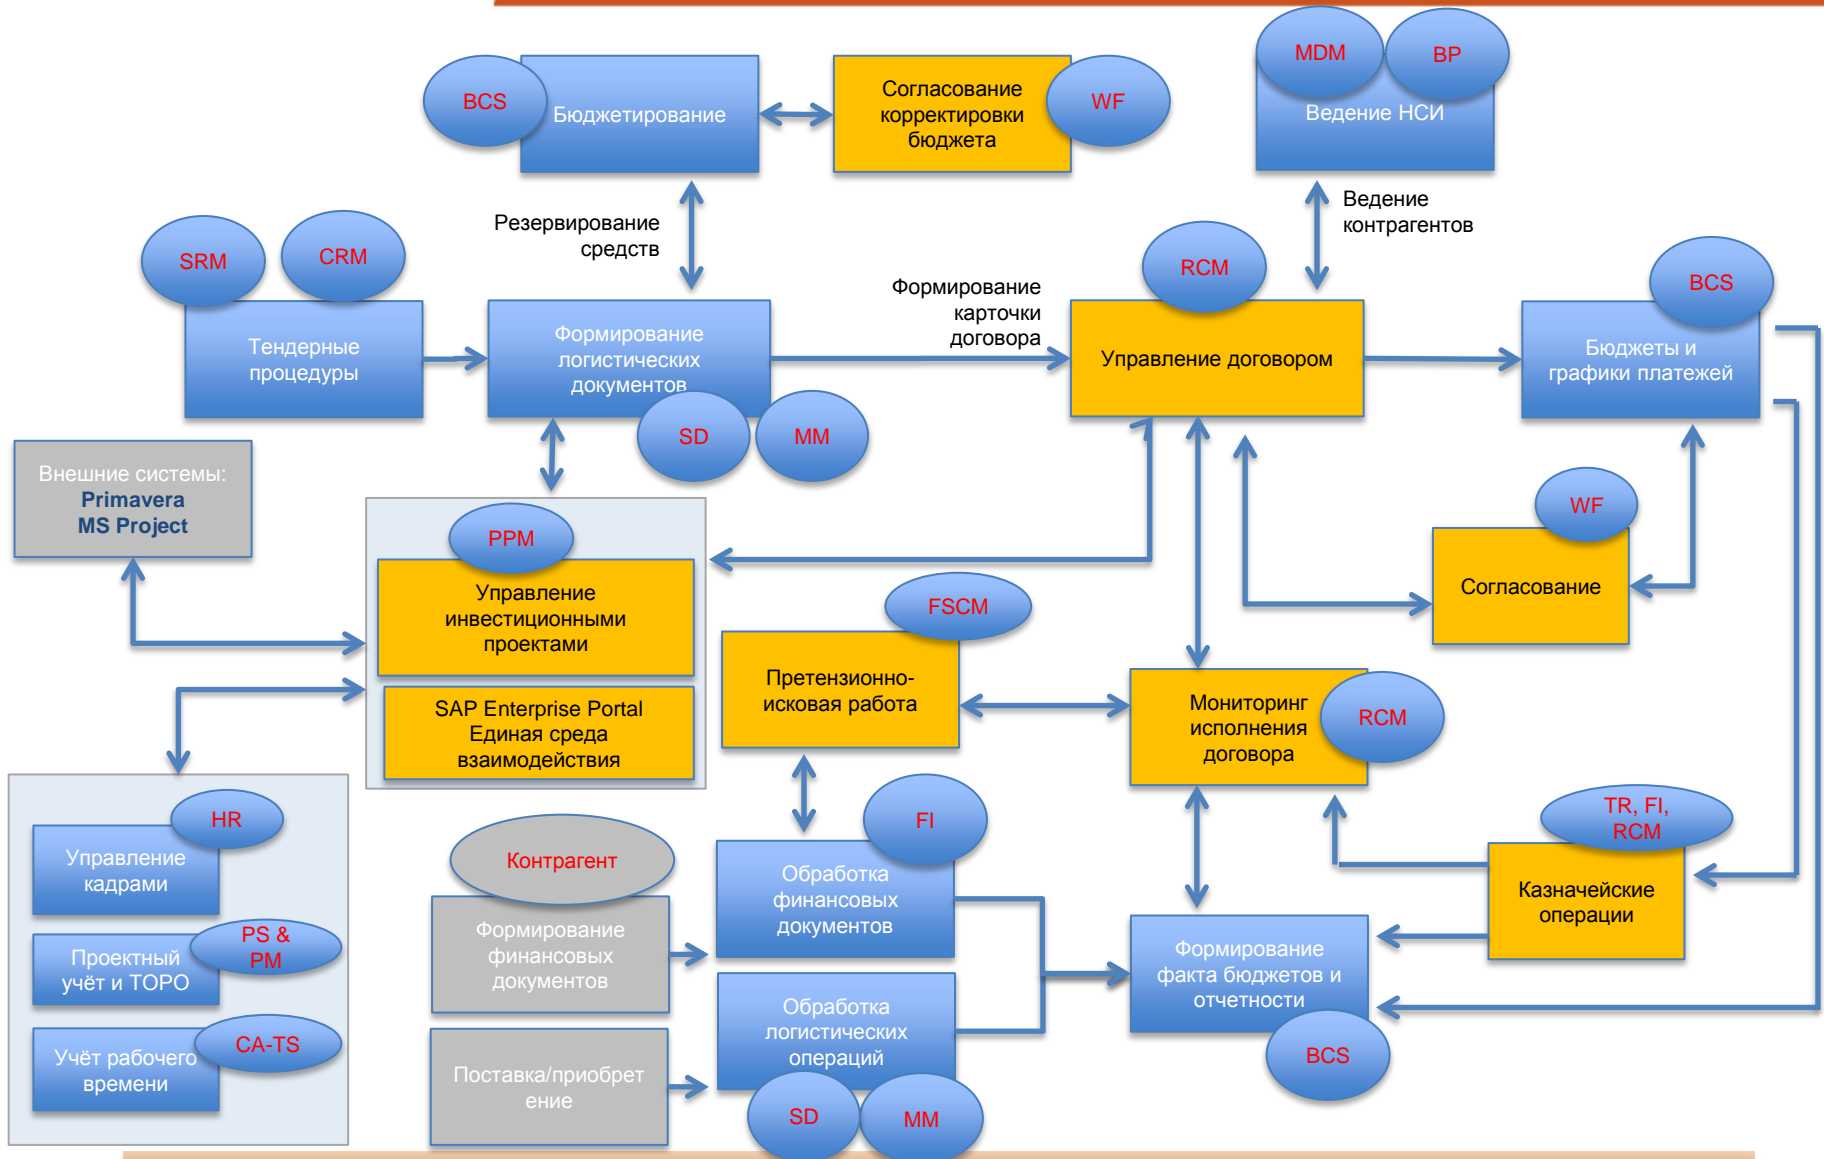 MDM
BP
BCS
Бюджетирование
Согласование
корректировки
бюджета
WF
Ведение НСИ
Резервирование
средств
Ведение
контрагентов
SRM
CRM
RCM
BCS
Тендерные
процедуры
Формирование
логистических
документов
SD
MM
Формирование
карточки
договора
Управление договором
Бюджеты и
графики платежей
Внешние системы:
Primavera
MS Project
PPM
Управление
инвестиционными
проектами
SAP Enterprise Portal
Единая среда
взаимодействия
WF
Согласование
FSCM
Претензионно-
исковая работа
Мониторинг
исполнения
договора
RCM
HR
Управление
кадрами
PS &
PM
Проектный
учёт и ТОРО
CA-TS
Учёт рабочего
времени
Контрагент
Формирование
финансовых
документов
Поставка/приобрет
ение
FI
Обработка
финансовых
документов
Обработка
логистических
операций
SD
MM
TR, FI,
RCM
Казначейские
операции
Формирование
факта бюджетов и
отчетности
BCS